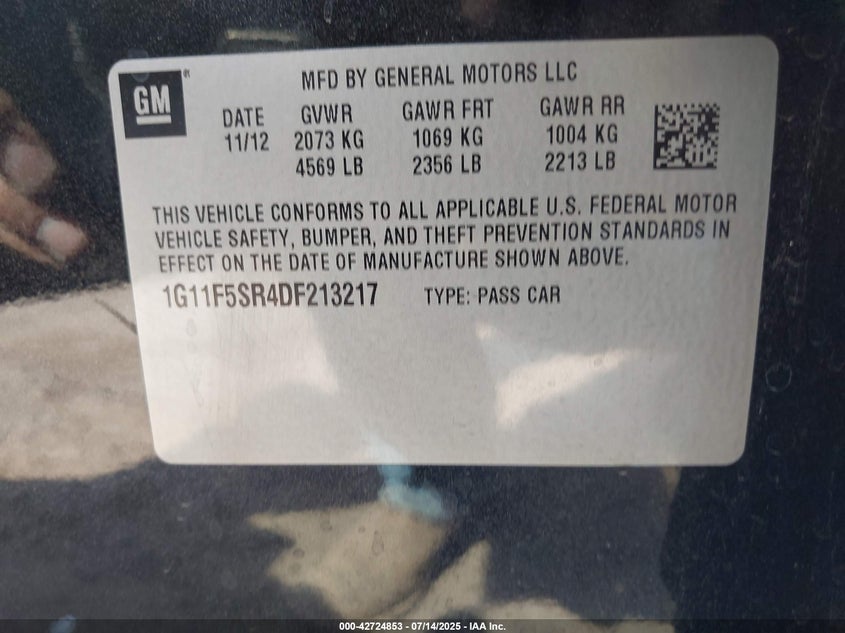 GM
MFD BY GENERAL MOTORS LLC
DATE GVWR GAWR FRT GAWR RR
11/12 2073 KG 1069 KG 1004 KG
4569 LB 2356 LB 2213 LB
THIS VEHICLE CONFORMS TO ALL APPLICABLE U.S. FEDERAL MOTOR
VEHICLE SAFETY, BUMPER, AND THEFT PREVENTION STANDARDS IN
EFFECT ON THE DATE OF MANUFACTURE SHOWN ABOVE.
1G11F5SR4DF213217 TYPE: PASS CAR
000-42724853 - 07/14/2025 - IAA Inc.